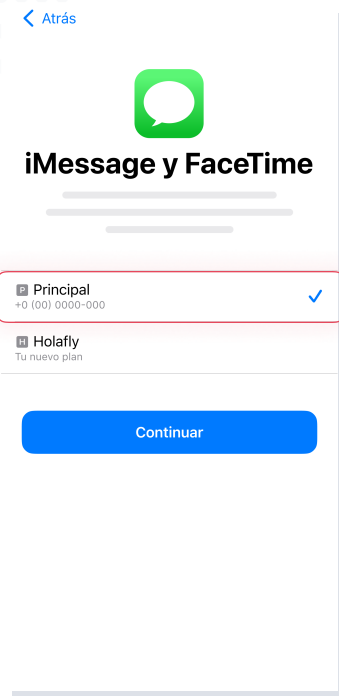 Atrás
iMessage y FaceTime
P Principal
+0 (00) 0000-000
H Holafly
Tu nuevo plan
Continuar